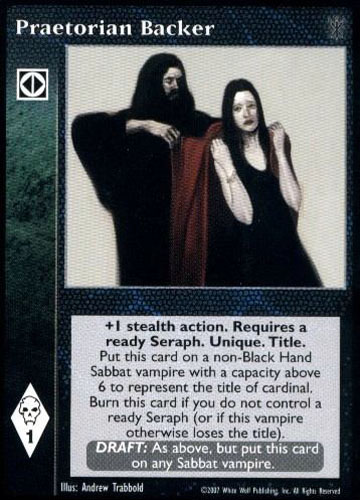 Praetorian Backer
+1 stealth action. Requires a
ready Seraph. Unique. Title.
Put this card on a non-Black Hand
Sabbat vampire with a capacity above
6 to represent the title of cardinal.
Burn this card if you do not control a
ready Seraph (or if this vampire
otherwise loses the title).
DRAFT: As above, but put this card
on any Sabbat vampire.
1
Illus: Andrew Trabbold
©2007 White Wolf Publishing, Inc. All Rights Reserved